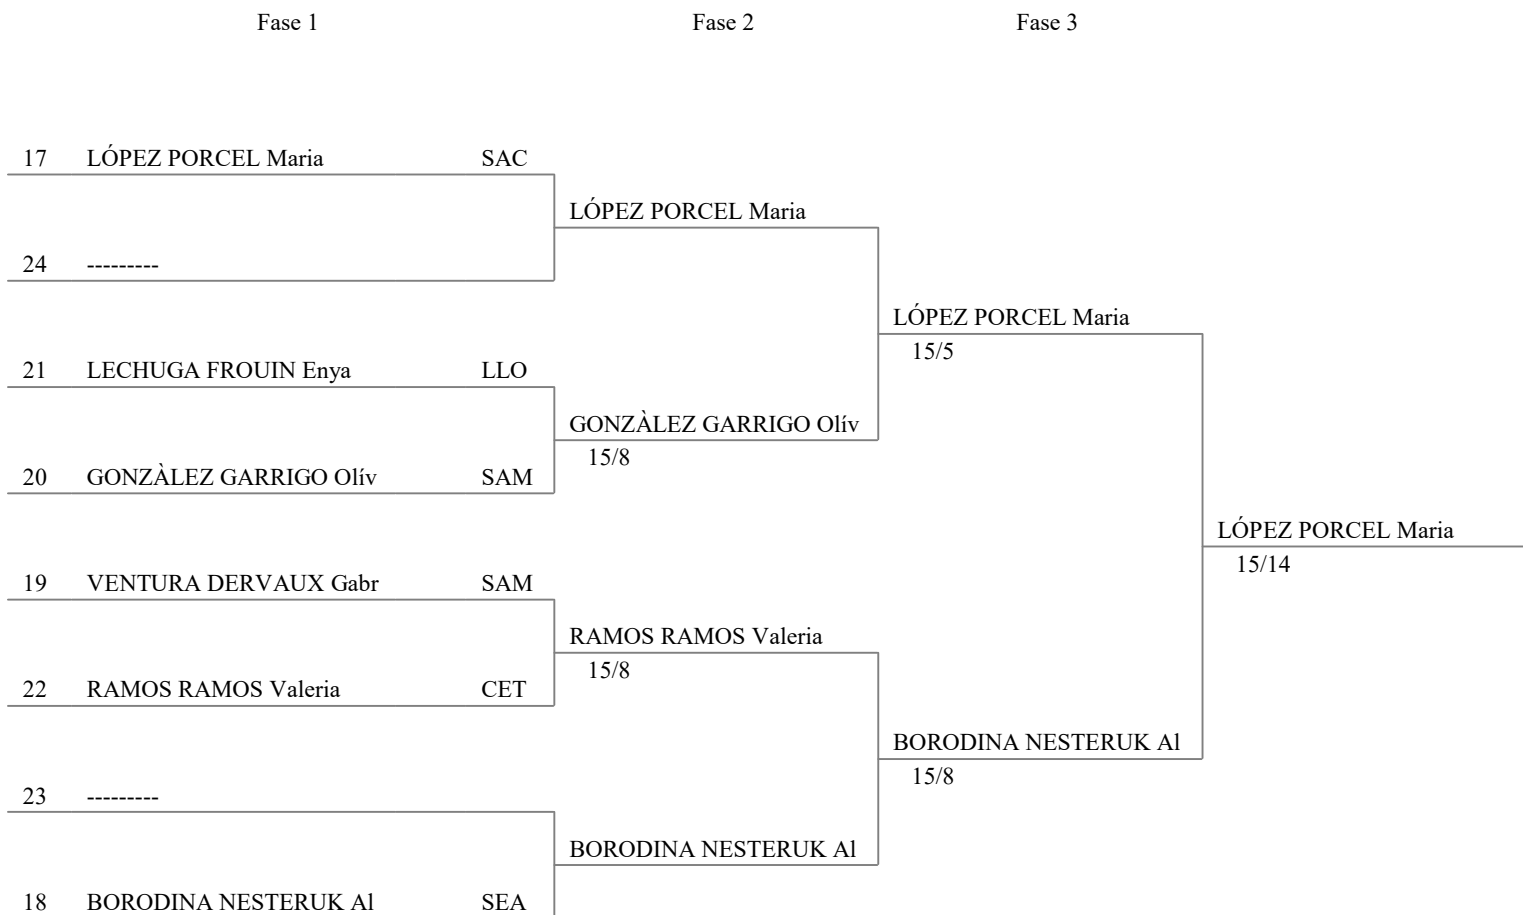 Fase 1 Fase 2 Fase 3
17 LÓPEZ PORCEL Maria SAC
LÓPEZ PORCEL Maria
24 ---------
LÓPEZ PORCEL Maria
15/5
21 LECHUGA FROUIN Enya LLO
GONZÀLEZ GARRIGO Olív
15/8
20 GONZÀLEZ GARRIGO Olív SAM
LÓPEZ PORCEL Maria
15/14
19 VENTURA DERVAUX Gabr SAM
RAMOS RAMOS Valeria
15/8
22 RAMOS RAMOS Valeria CET
BORODINA NESTERUK Al
15/8
23 ---------
BORODINA NESTERUK Al
18 BORODINA NESTERUK Al SEA